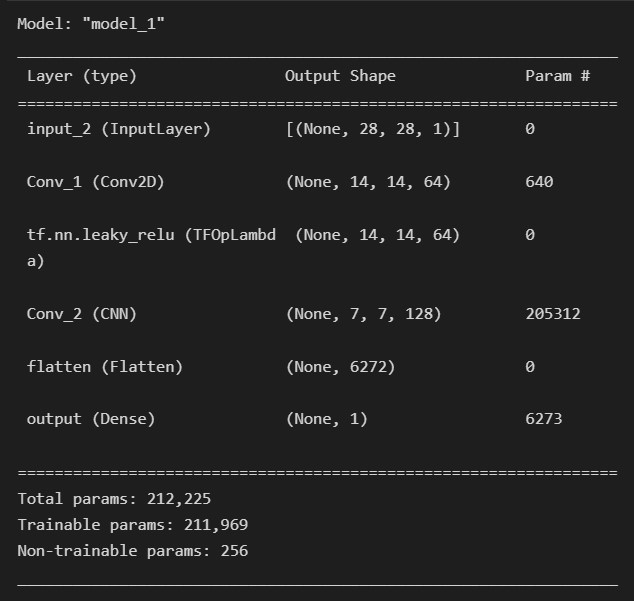 Model: "model_1"
Layer (type) Output Shape Param #
input_2 (InputLayer) [(None, 28, 28, 1)] 0
Conv_1 (Conv2D) (None, 14, 14, 64) 640
tf.nn.leaky_relu (TFOpLambd (None, 14, 14, 64) 0
a)
Conv_2 (CNN) (None, 7, 7, 128) 205312
flatten (Flatten) (None, 6272) 0
output (Dense) (None, 1) 6273
Total params: 212,225
Trainable params: 211,969
Non-trainable params: 256